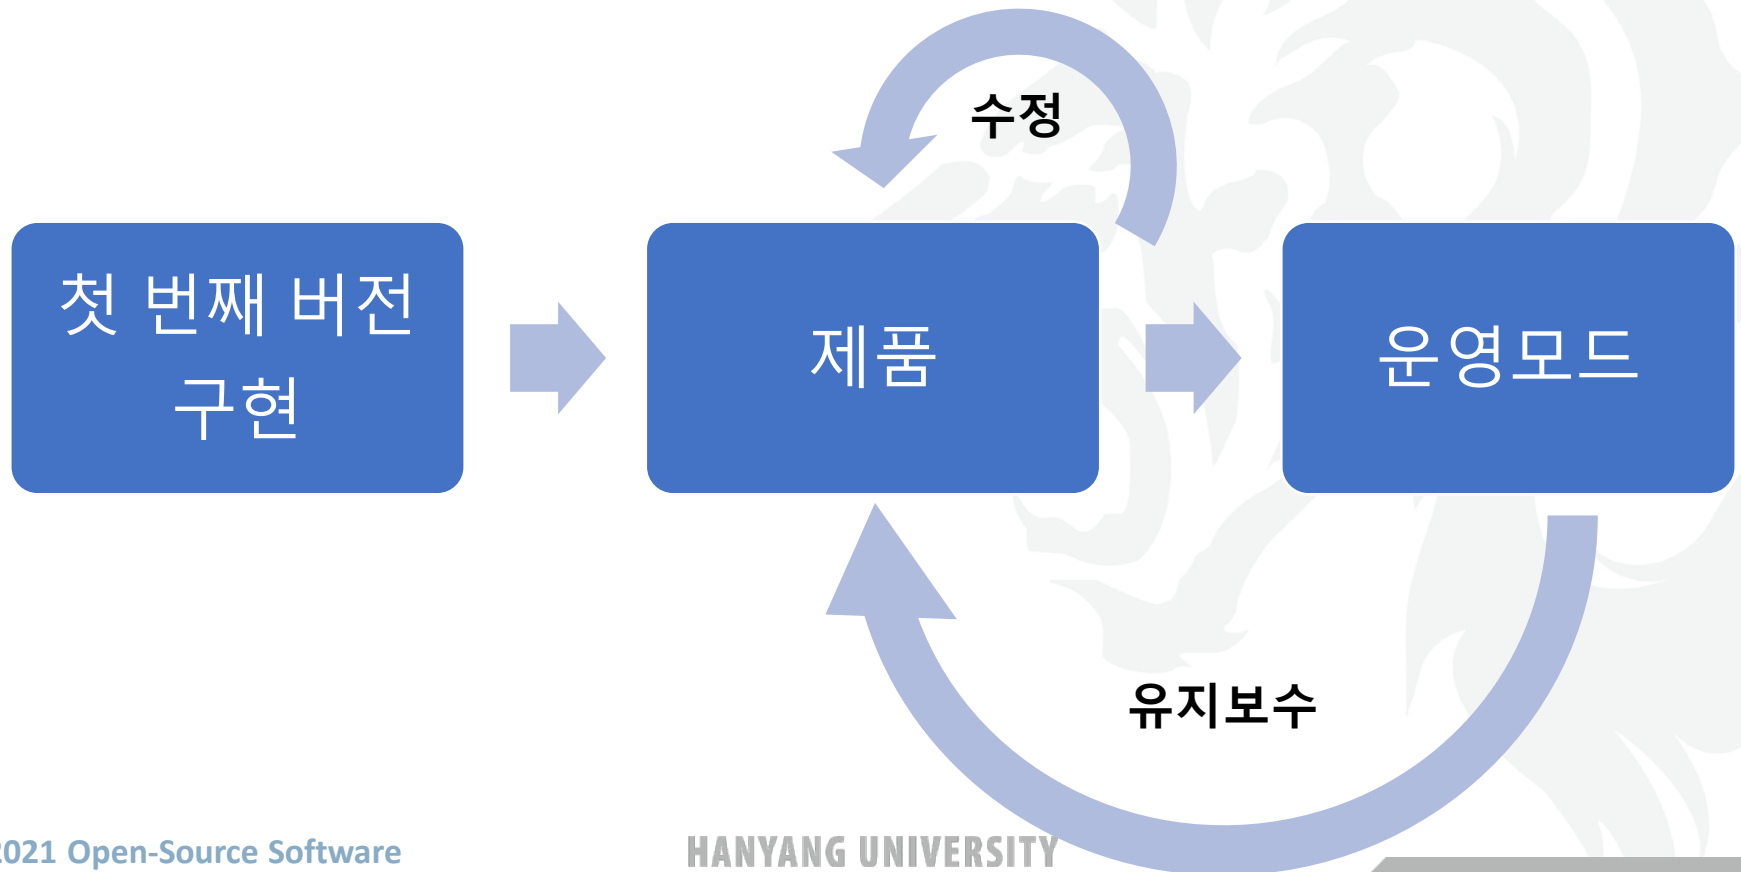 수정
첫 번째 버전
구현
제품
운영모드
유지보수
2021 Open-Source Software
HANYANG UNIVERSITY